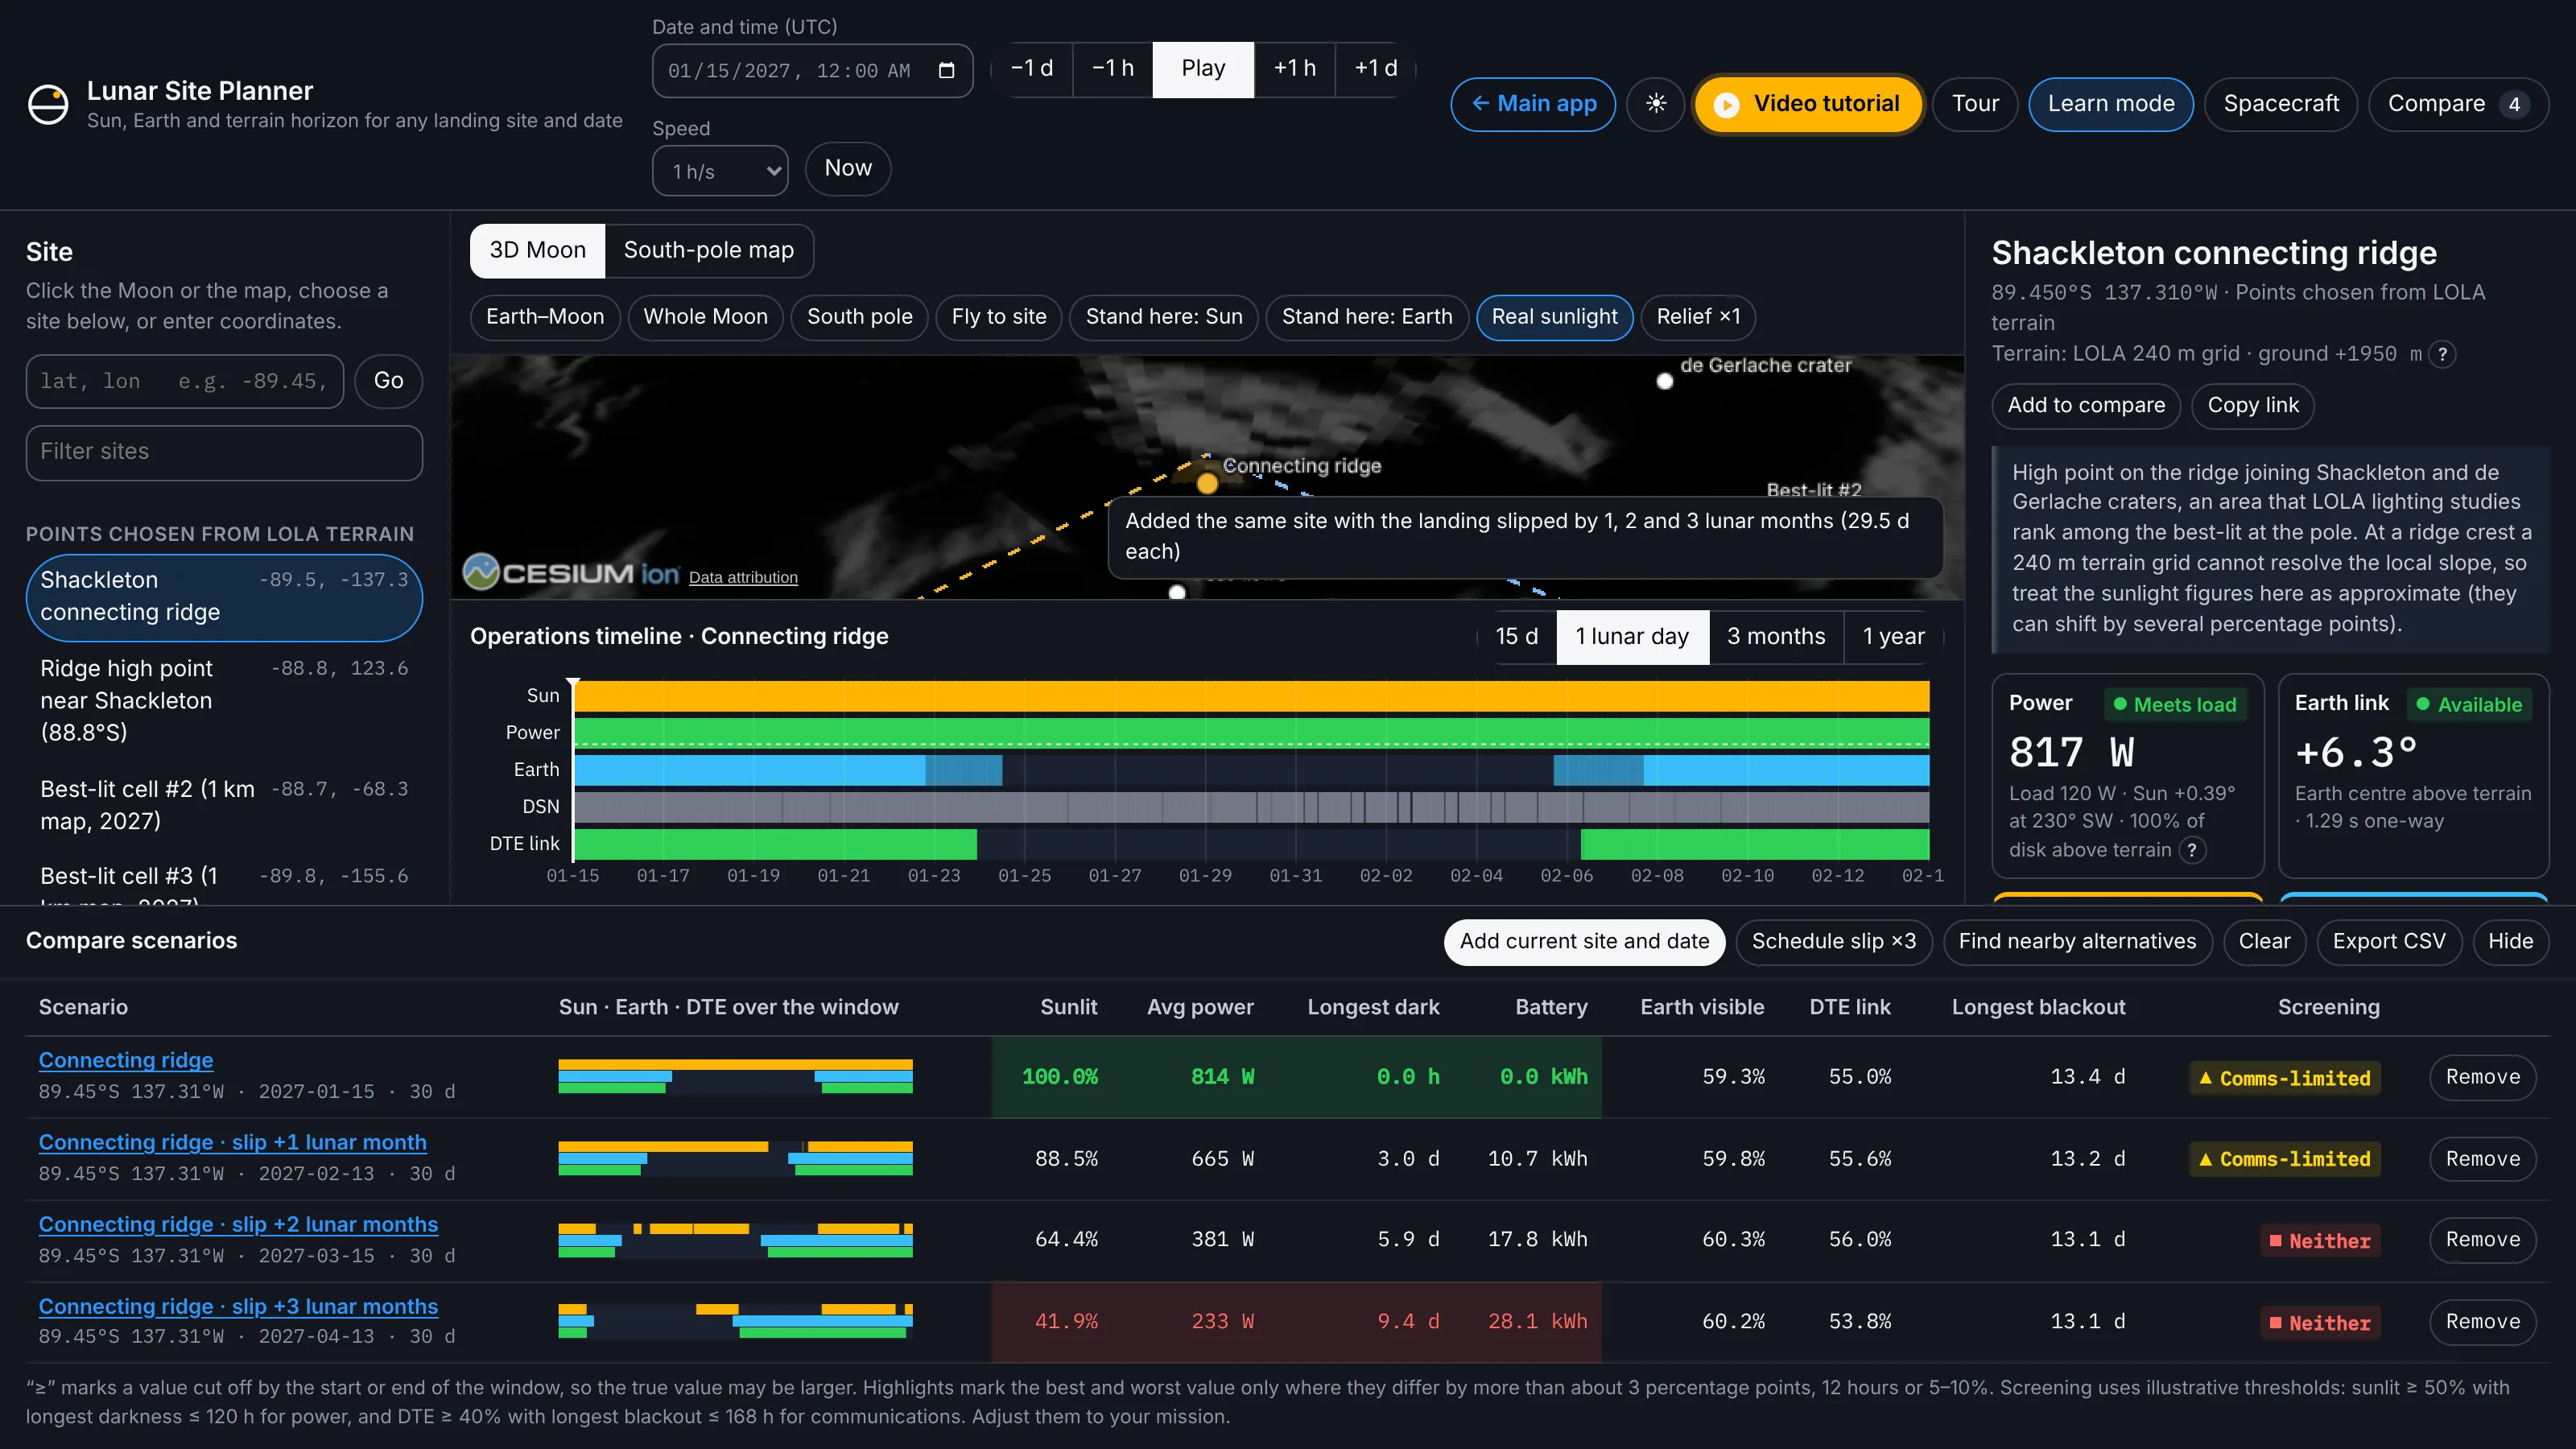 Lunar Site Planner
Sun, Earth and terrain horizon for any landing site and date
Date and time (UTC)
01/15/2027, 12:00 AM
−1 d
−1 h
Play
+1 h
+1 d
Speed
1 h/s
Now
← Main app
Video tutorial
Tour
Learn mode
Spacecraft
Compare 4
Site
Click the Moon or the map, choose a
site below, or enter coordinates.
lat, lon   e.g. -89.45,
Go
Filter sites
POINTS CHOSEN FROM LOLA TERRAIN
Shackleton -89.5, -137.3
connecting ridge
Ridge high point -88.8, 123.6
near Shackleton
(88.8°S)
Best-lit cell #2 (1 km -88.7, -68.3
map, 2027)
Best-lit cell #3 (1 -89.8, -155.6
km map, 2027)
3D Moon
South-pole map
Earth–Moon
Whole Moon
South pole
Fly to site
Stand here: Sun
Stand here: Earth
Real sunlight
Relief ×1
de Gerlache crater
Connecting ridge
Best-lit #2
Added the same site with the landing slipped by 1, 2 and 3 lunar months (29.5 d
each)
CESIUM ion
Data attribution
Operations timeline · Connecting ridge
15 d
1 lunar day
3 months
1 year
Sun
Power
Earth
DSN
DTE link
01-15 01-17 01-19 01-21 01-23 01-25 01-27 01-29 01-31 02-02 02-04 02-06 02-08 02-10 02-12 02-1
Shackleton connecting ridge
89.450°S 137.310°W · Points chosen from LOLA
terrain
Terrain: LOLA 240 m grid · ground +1950 m ?
Add to compare
Copy link
High point on the ridge joining Shackleton and de
Gerlache craters, an area that LOLA lighting studies
rank among the best-lit at the pole. At a ridge crest a
240 m terrain grid cannot resolve the local slope, so
treat the sunlight figures here as approximate (they
can shift by several percentage points).
Power
Meets load
817 W
Load 120 W · Sun +0.39°
at 230° SW · 100% of
disk above terrain ?
Earth link
Available
+6.3°
Earth centre above terrain
· 1.29 s one-way
Compare scenarios
Add current site and date
Schedule slip ×3
Find nearby alternatives
Clear
Export CSV
Hide
Scenario Sun · Earth · DTE over the window Sunlit Avg power Longest dark Battery Earth visible DTE link Longest blackout Screening
Connecting ridge
89.45°S 137.31°W · 2027-01-15 · 30 d
100.0% 814 W 0.0 h 0.0 kWh 59.3% 55.0% 13.4 d ▲ Comms-limited Remove
Connecting ridge · slip +1 lunar month
89.45°S 137.31°W · 2027-02-13 · 30 d
88.5% 665 W 3.0 d 10.7 kWh 59.8% 55.6% 13.2 d ▲ Comms-limited Remove
Connecting ridge · slip +2 lunar months
89.45°S 137.31°W · 2027-03-15 · 30 d
64.4% 381 W 5.9 d 17.8 kWh 60.3% 56.0% 13.1 d ■ Neither Remove
Connecting ridge · slip +3 lunar months
89.45°S 137.31°W · 2027-04-13 · 30 d
41.9% 233 W 9.4 d 28.1 kWh 60.2% 53.8% 13.1 d ■ Neither Remove
“≥” marks a value cut off by the start or end of the window, so the true value may be larger. Highlights mark the best and worst value only where they differ by more than about 3 percentage points, 12 hours or 5–10%. Screening uses illustrative thresholds: sunlit ≥ 50% with
longest darkness ≤ 120 h for power, and DTE ≥ 40% with longest blackout ≤ 168 h for communications. Adjust them to your mission.